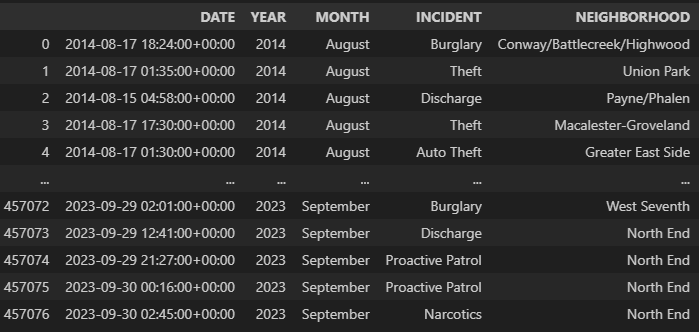 DATE YEAR MONTH INCIDENT NEIGHBORHOOD
0 2014-08-17 18:24:00+00:00 2014 August Burglary Conway/Battlecreek/Highwood
1 2014-08-17 01:35:00+00:00 2014 August Theft Union Park
2 2014-08-15 04:58:00+00:00 2014 August Discharge Payne/Phalen
3 2014-08-17 17:30:00+00:00 2014 August Theft Macalester-Groveland
4 2014-08-17 01:30:00+00:00 2014 August Auto Theft Greater East Side
... ... ... ... ... ...
457072 2023-09-29 02:01:00+00:00 2023 September Burglary West Seventh
457073 2023-09-29 12:41:00+00:00 2023 September Discharge North End
457074 2023-09-29 21:27:00+00:00 2023 September Proactive Patrol North End
457075 2023-09-30 00:16:00+00:00 2023 September Proactive Patrol North End
457076 2023-09-30 02:45:00+00:00 2023 September Narcotics North End